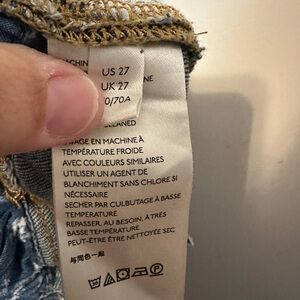 US 27
UK 27
0/70A
LAVAGE EN MACHINE À
TEMPÉRATURE FROIDE
AVEC COULEURS SIMILAIRES
UTILISER UN AGENT DE
BLANCHIMENT SANS CHLORE SI
NÉCESSAIRE
SECHER PAR CULBUTAGE À BASSE
TEMPERATURE
REPASSER, AU BESOIN, À TRÈS
BASSE TEMPÉRATURE
PEUT-ÊTRE ÊTRE NETTOYÉE SEC